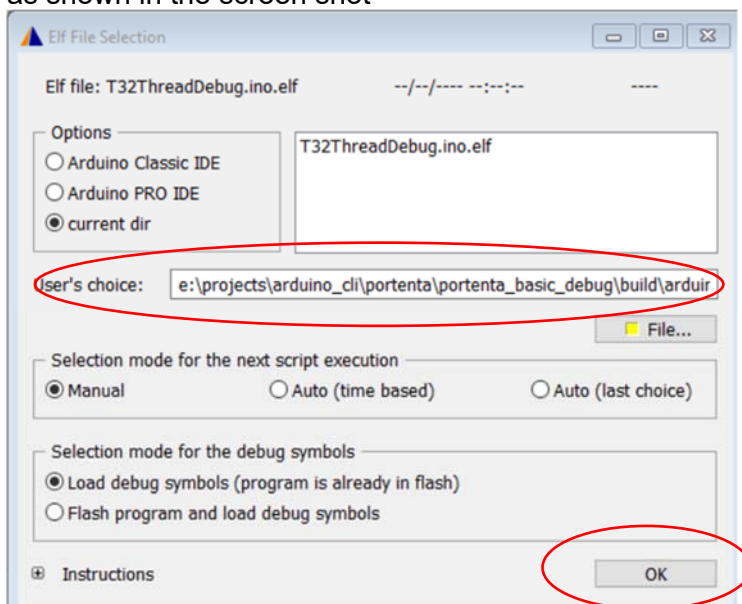 as shown in the screen shot
Elf File Selection
Elf file: T32ThreadDebug.ino.elf --/--/---- --:--:-- ----
Options
Arduino Classic IDE
Arduino PRO IDE
current dir
T32ThreadDebug.ino.elf
User's choice: e:\projects\arduino_cli\portenta\portenta_basic_debug\build\arduin
File...
Selection mode for the next script execution
Manual Auto (time based) Auto (last choice)
Selection mode for the debug symbols
Load debug symbols (program is already in flash)
Flash program and load debug symbols
Instructions OK